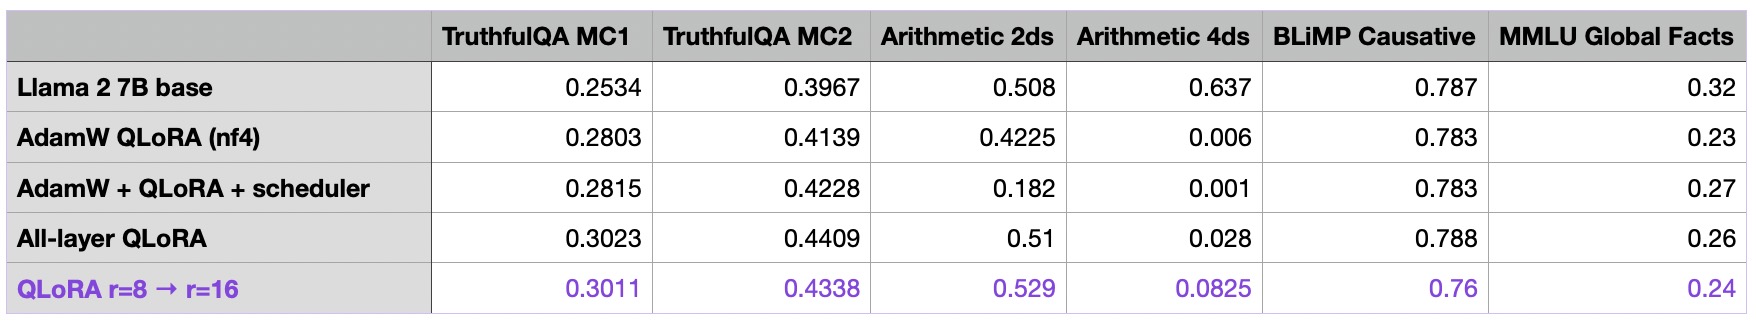 TruthfulQA MC1 TruthfulQA MC2 Arithmetic 2ds Arithmetic 4ds BLiMP Causative MMLU Global Facts
Llama 2 7B base 0.2534 0.3967 0.508 0.637 0.787 0.32
AdamW QLoRA (nf4) 0.2803 0.4139 0.4225 0.006 0.783 0.23
AdamW + QLoRA + scheduler 0.2815 0.4228 0.182 0.001 0.783 0.27
All-layer QLoRA 0.3023 0.4409 0.51 0.028 0.788 0.26
QLoRA r=8 → r=16 0.3011 0.4338 0.529 0.0825 0.76 0.24